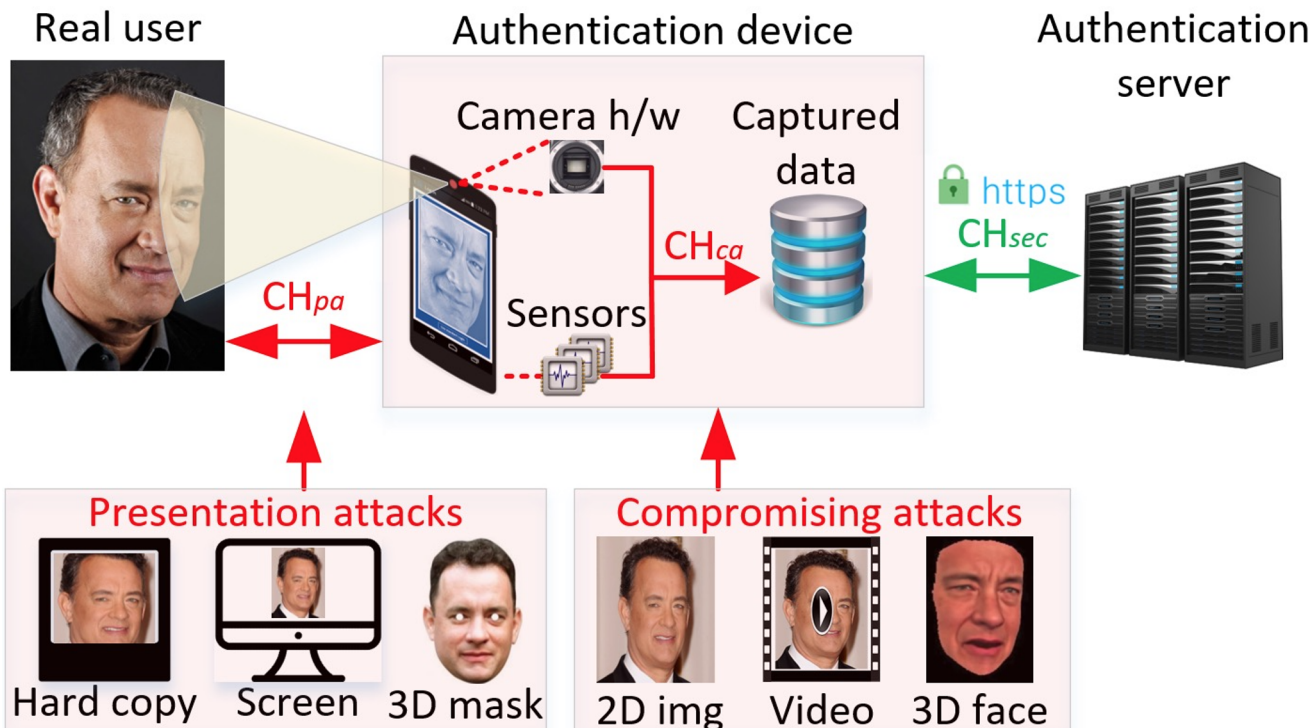 Real user
Authentication device
Authentication
server
Camera h/w
Captured
data
https
CHsec
CHca
CHpa
Sensors
Presentation attacks
Compromising attacks
Hard copy
Screen
3D mask
2D img
Video
3D face